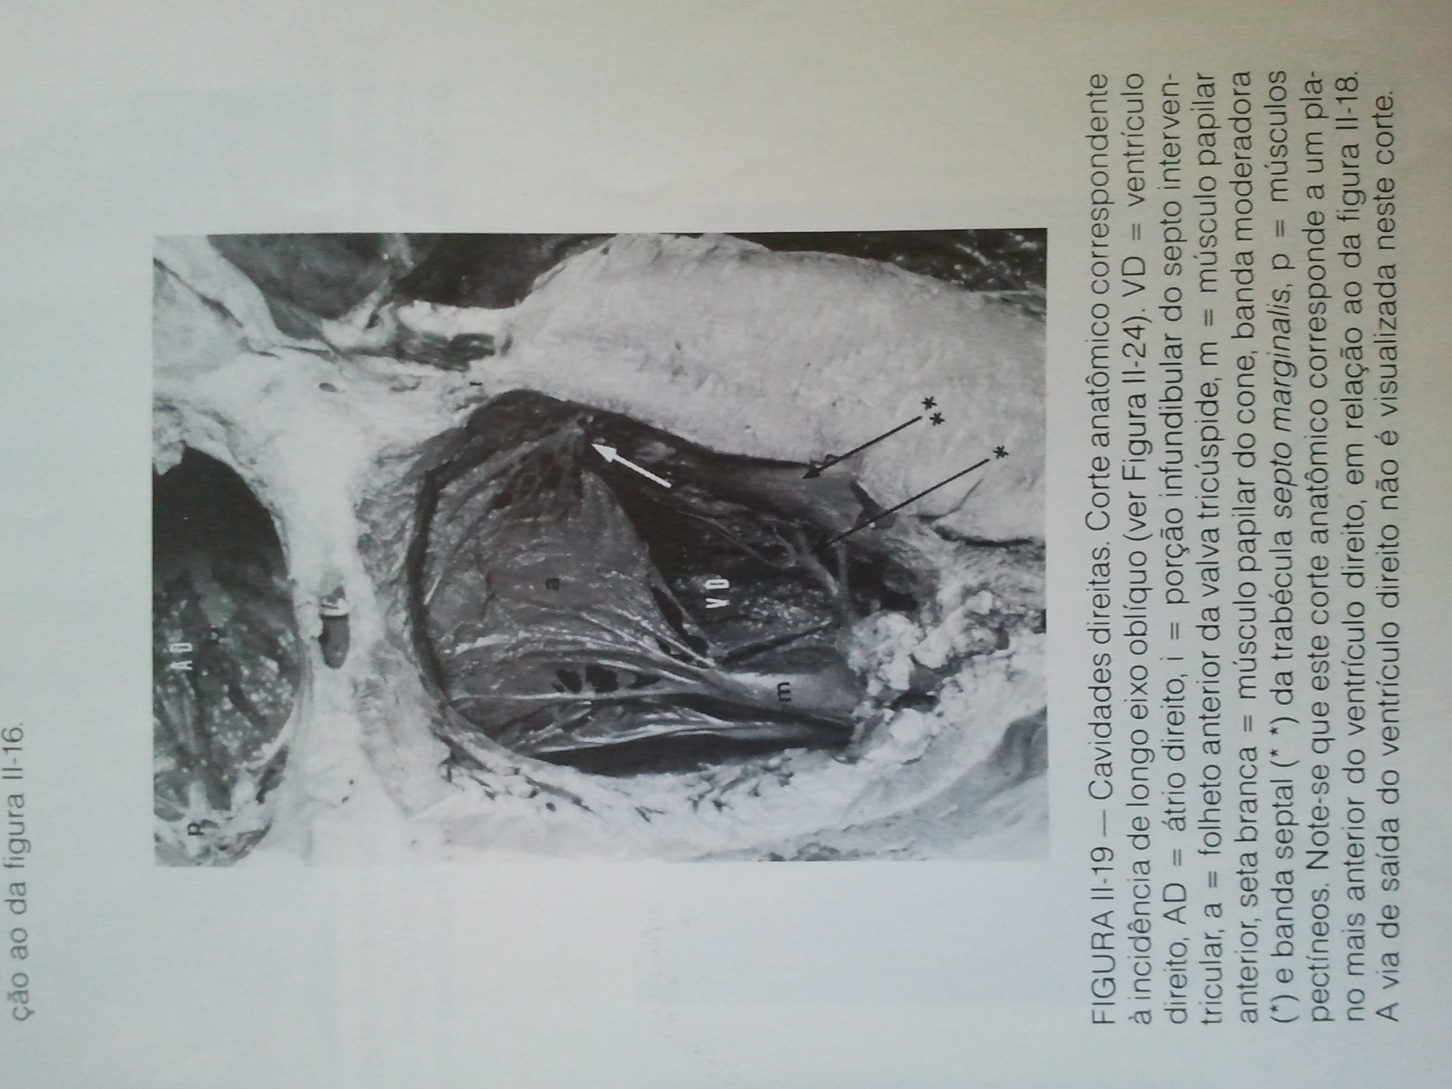 ção ao da figura II-16.
A D
P
a
V D
m
*
*
*
FIGURA II-19 — Cavidades direitas. Corte anatômico correspondente
à incidência de longo eixo oblíquo (ver Figura II-24). VD = ventrículo
direito, AD = átrio direito, i = porção infundibular do septo interven-
tricular, a = folheto anterior da valva tricúspide, m = músculo papilar
anterior, seta branca = músculo papilar do cone, banda moderadora
(*) e banda septal (* *) da trabécula septo marginalis, p = músculos
pectíneos. Note-se que este corte anatômico corresponde a um pla-
no mais anterior do ventrículo direito, em relação ao da figura II-18.
A via de saída do ventrículo direito não é visualizada neste corte.